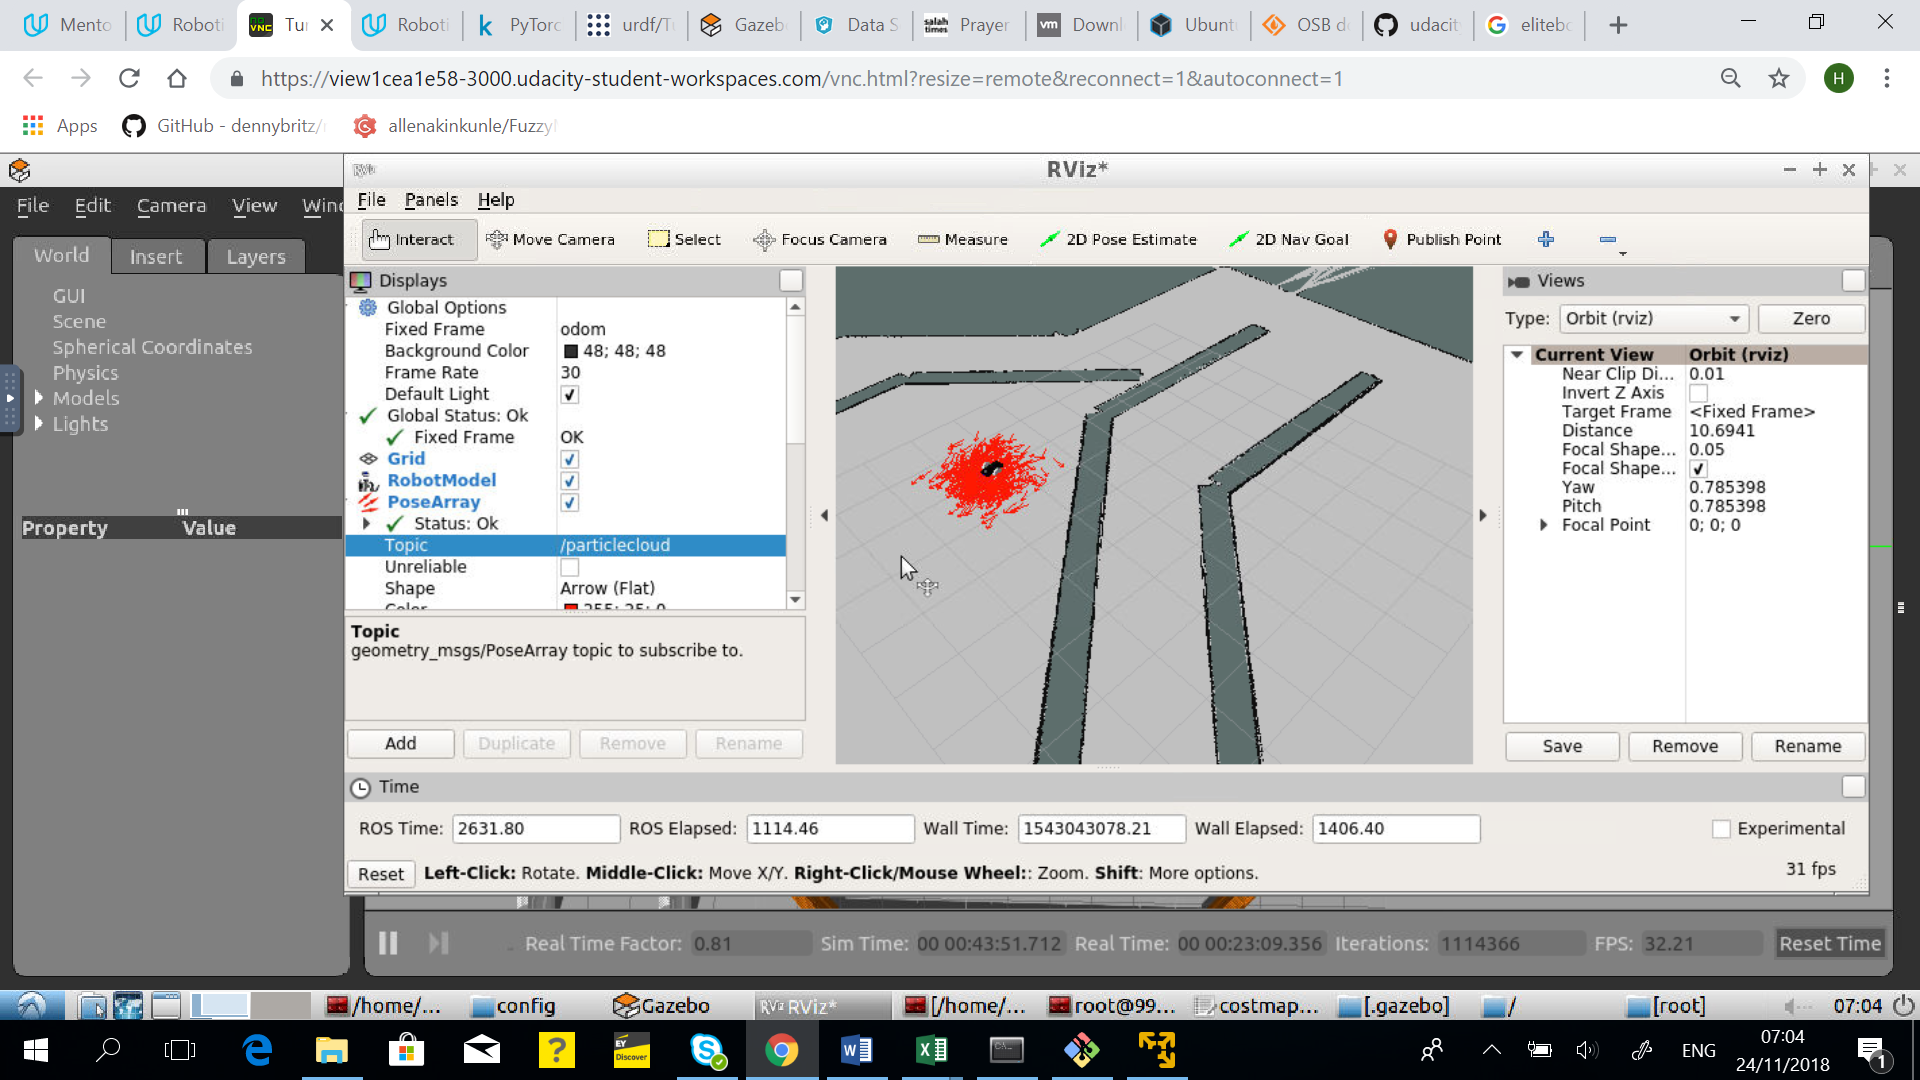 Mento
Roboti
Tur
Roboti
PyTorc
urdf/Tu
Gazebo
Data S
salah times
Prayer
vm
Downl
Ubunt
OSB d
udacit
elitebo
https://view1cea1e58-3000.udacity-student-workspaces.com/vnc.html?resize=remote&reconnect=1&autoconnect=1
H
Apps
GitHub - dennybritz/
allenakinkunle/Fuzzy
RViz*
File Panels Help
File Edit Camera View Wind
Interact
Move Camera
Select
Focus Camera
Measure
2D Pose Estimate
2D Nav Goal
Publish Point
World Insert Layers
GUI
Scene
Spherical Coordinates
Physics
Models
Lights
Property Value
Displays
Global Options
Fixed Frame odom
Background Color 48; 48; 48
Frame Rate 30
Default Light
Global Status: Ok
Fixed Frame OK
Grid
RobotModel
PoseArray
Status: Ok
Topic /particlecloud
Unreliable
Shape Arrow (Flat)
Color 255; 25; 0
Topic
geometry_msgs/PoseArray topic to subscribe to.
Add Duplicate Remove Rename
Views
Type: Orbit (rviz) Zero
Current View Orbit (rviz)
Near Clip Di... 0.01
Invert Z Axis
Target Frame <Fixed Frame>
Distance 10.6941
Focal Shape... 0.05
Focal Shape...
Yaw 0.785398
Pitch 0.785398
Focal Point 0; 0; 0
Save Remove Rename
Time
ROS Time: 2631.80 ROS Elapsed: 1114.46 Wall Time: 1543043078.21 Wall Elapsed: 1406.40 Experimental
Reset Left-Click: Rotate. Middle-Click: Move X/Y. Right-Click/Mouse Wheel:: Zoom. Shift: More options. 31 fps
Real Time Factor: 0.81 Sim Time: 00 00:43:51.712 Real Time: 00 00:23:09.356 Iterations: 1114366 FPS: 32.21 Reset Time
/home/... config Gazebo RViz RViz* [/home/... root@99... costmap... [.gazebo] / [root] 07:04
EY Discover
ENG
07:04
24/11/2018
1